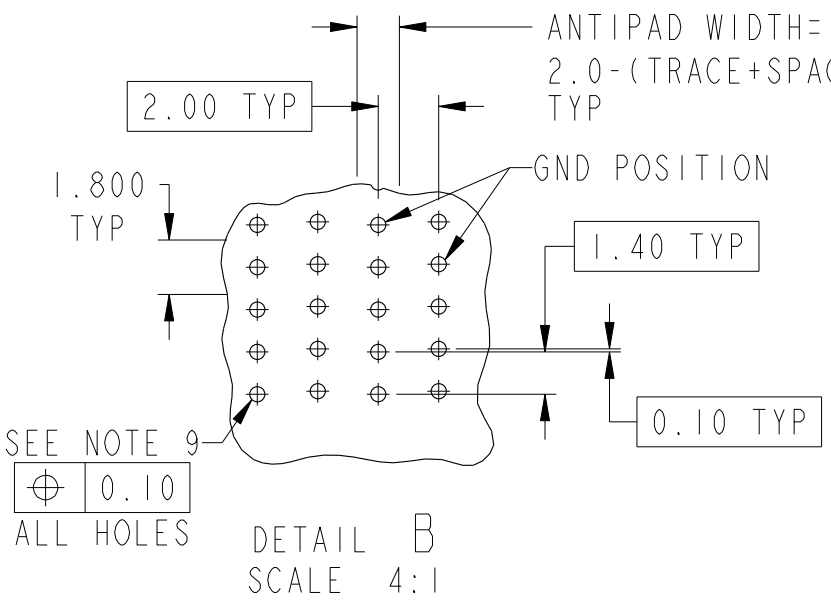 ANTIPAD WIDTH=
2.0-(TRACE+SPAC
TYP
2.00 TYP
GND POSITION
1.800
TYP
1.40 TYP
0.10 TYP
SEE NOTE 9
⌖ 0.10
ALL HOLES
DETAIL B
SCALE 4:1